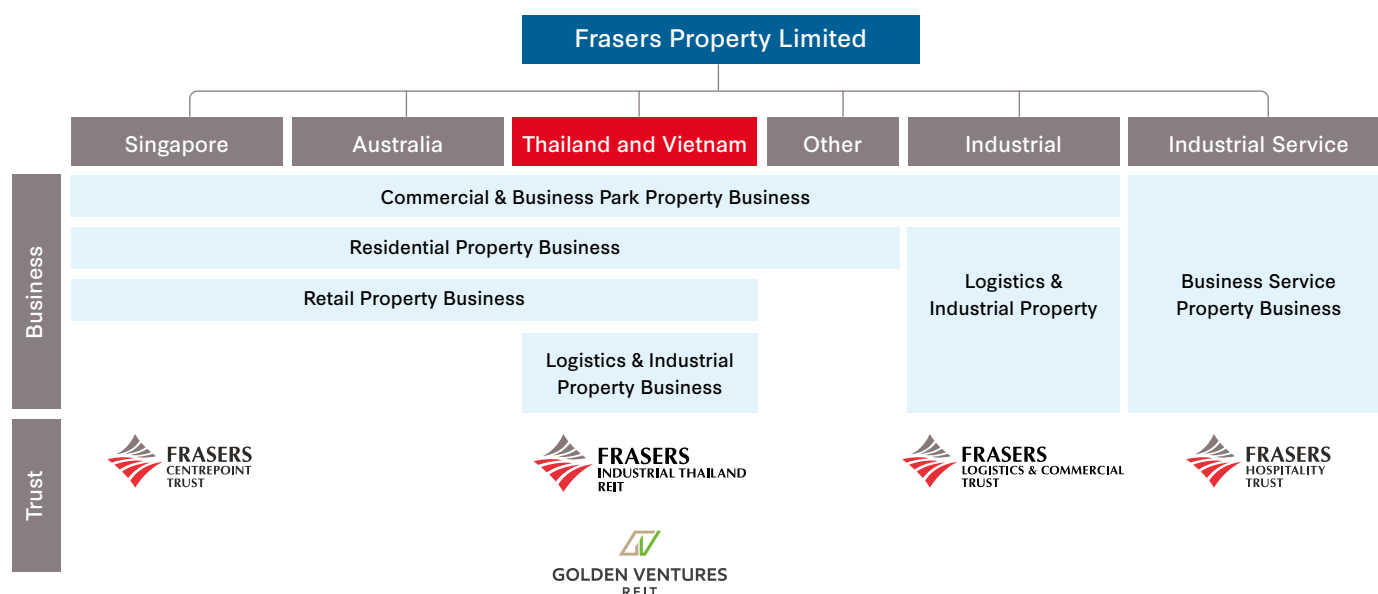 Frasers Property Limited
Singapore
Australia
Thailand and Vietnam
Other
Industrial
Industrial Service
Business
Commercial & Business Park Property Business
Residential Property Business
Retail Property Business
Logistics & Industrial
Property Business
Logistics &
Industrial Property
Business Service
Property Business
Trust
FRASERS
CENTREPOINT
TRUST
FRASERS
INDUSTRIAL THAILAND
REIT
FRASERS
LOGISTICS & COMMERCIAL
TRUST
FRASERS
HOSPITALITY
TRUST
GOLDEN VENTURES
REIT